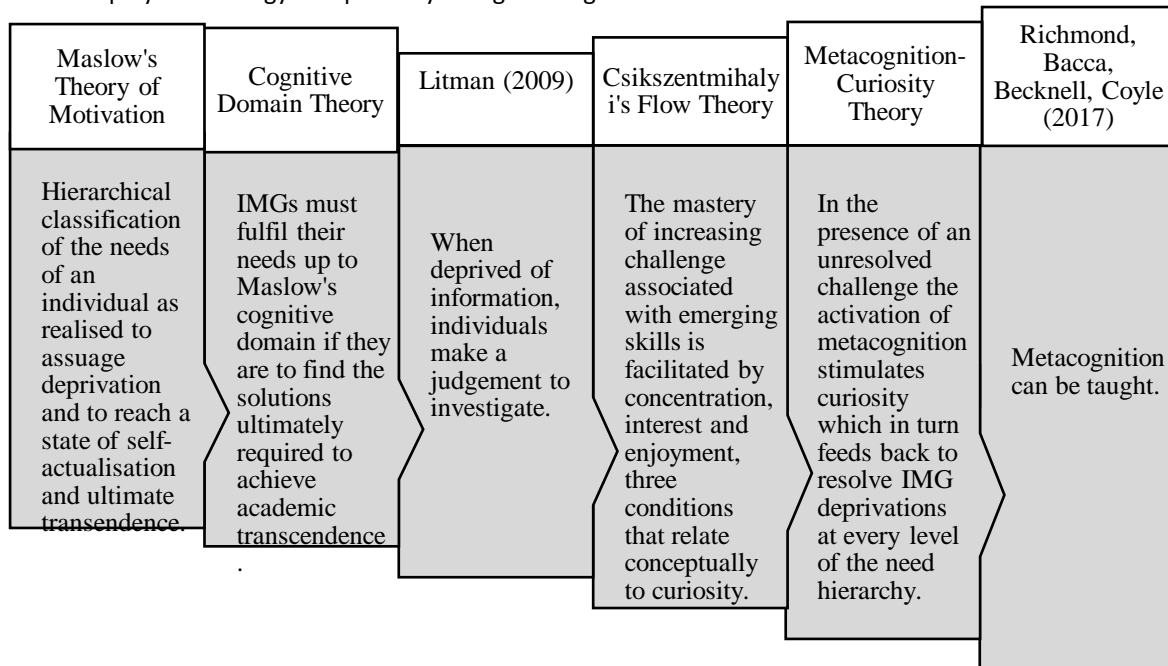 Maslow's
Theory of
Motivation
Hierarchical
classification
of the needs
of an
individual as
realised to
assuage
deprivation
and to reach a
state of self-
actualisation
and ultimate
transendence.
Cognitive
Domain Theory
IMGs must
fulfil their
needs up to
Maslow's
cognitive
domain if they
are to find the
solutions
ultimately
required to
achieve
academic
transcendence
.
Litman (2009)
When
deprived of
information,
individuals
make a
judgement to
investigate.
Csikszentmihaly
i's Flow Theory
The mastery
of increasing
challenge
associated
with emerging
skills is
facilitated by
concentration,
interest and
enjoyment,
three
conditions
that relate
conceptually
to curiosity.
Metacognition-
Curiosity
Theory
In the
presence of an
unresolved
challenge the
activation of
metacognition
stimulates
curiosity
which in turn
feeds back to
resolve IMG
deprivations
at every level
of the need
hierarchy.
Richmond,
Bacca,
Becknell, Coyle
(2017)
Metacognition
can be taught.